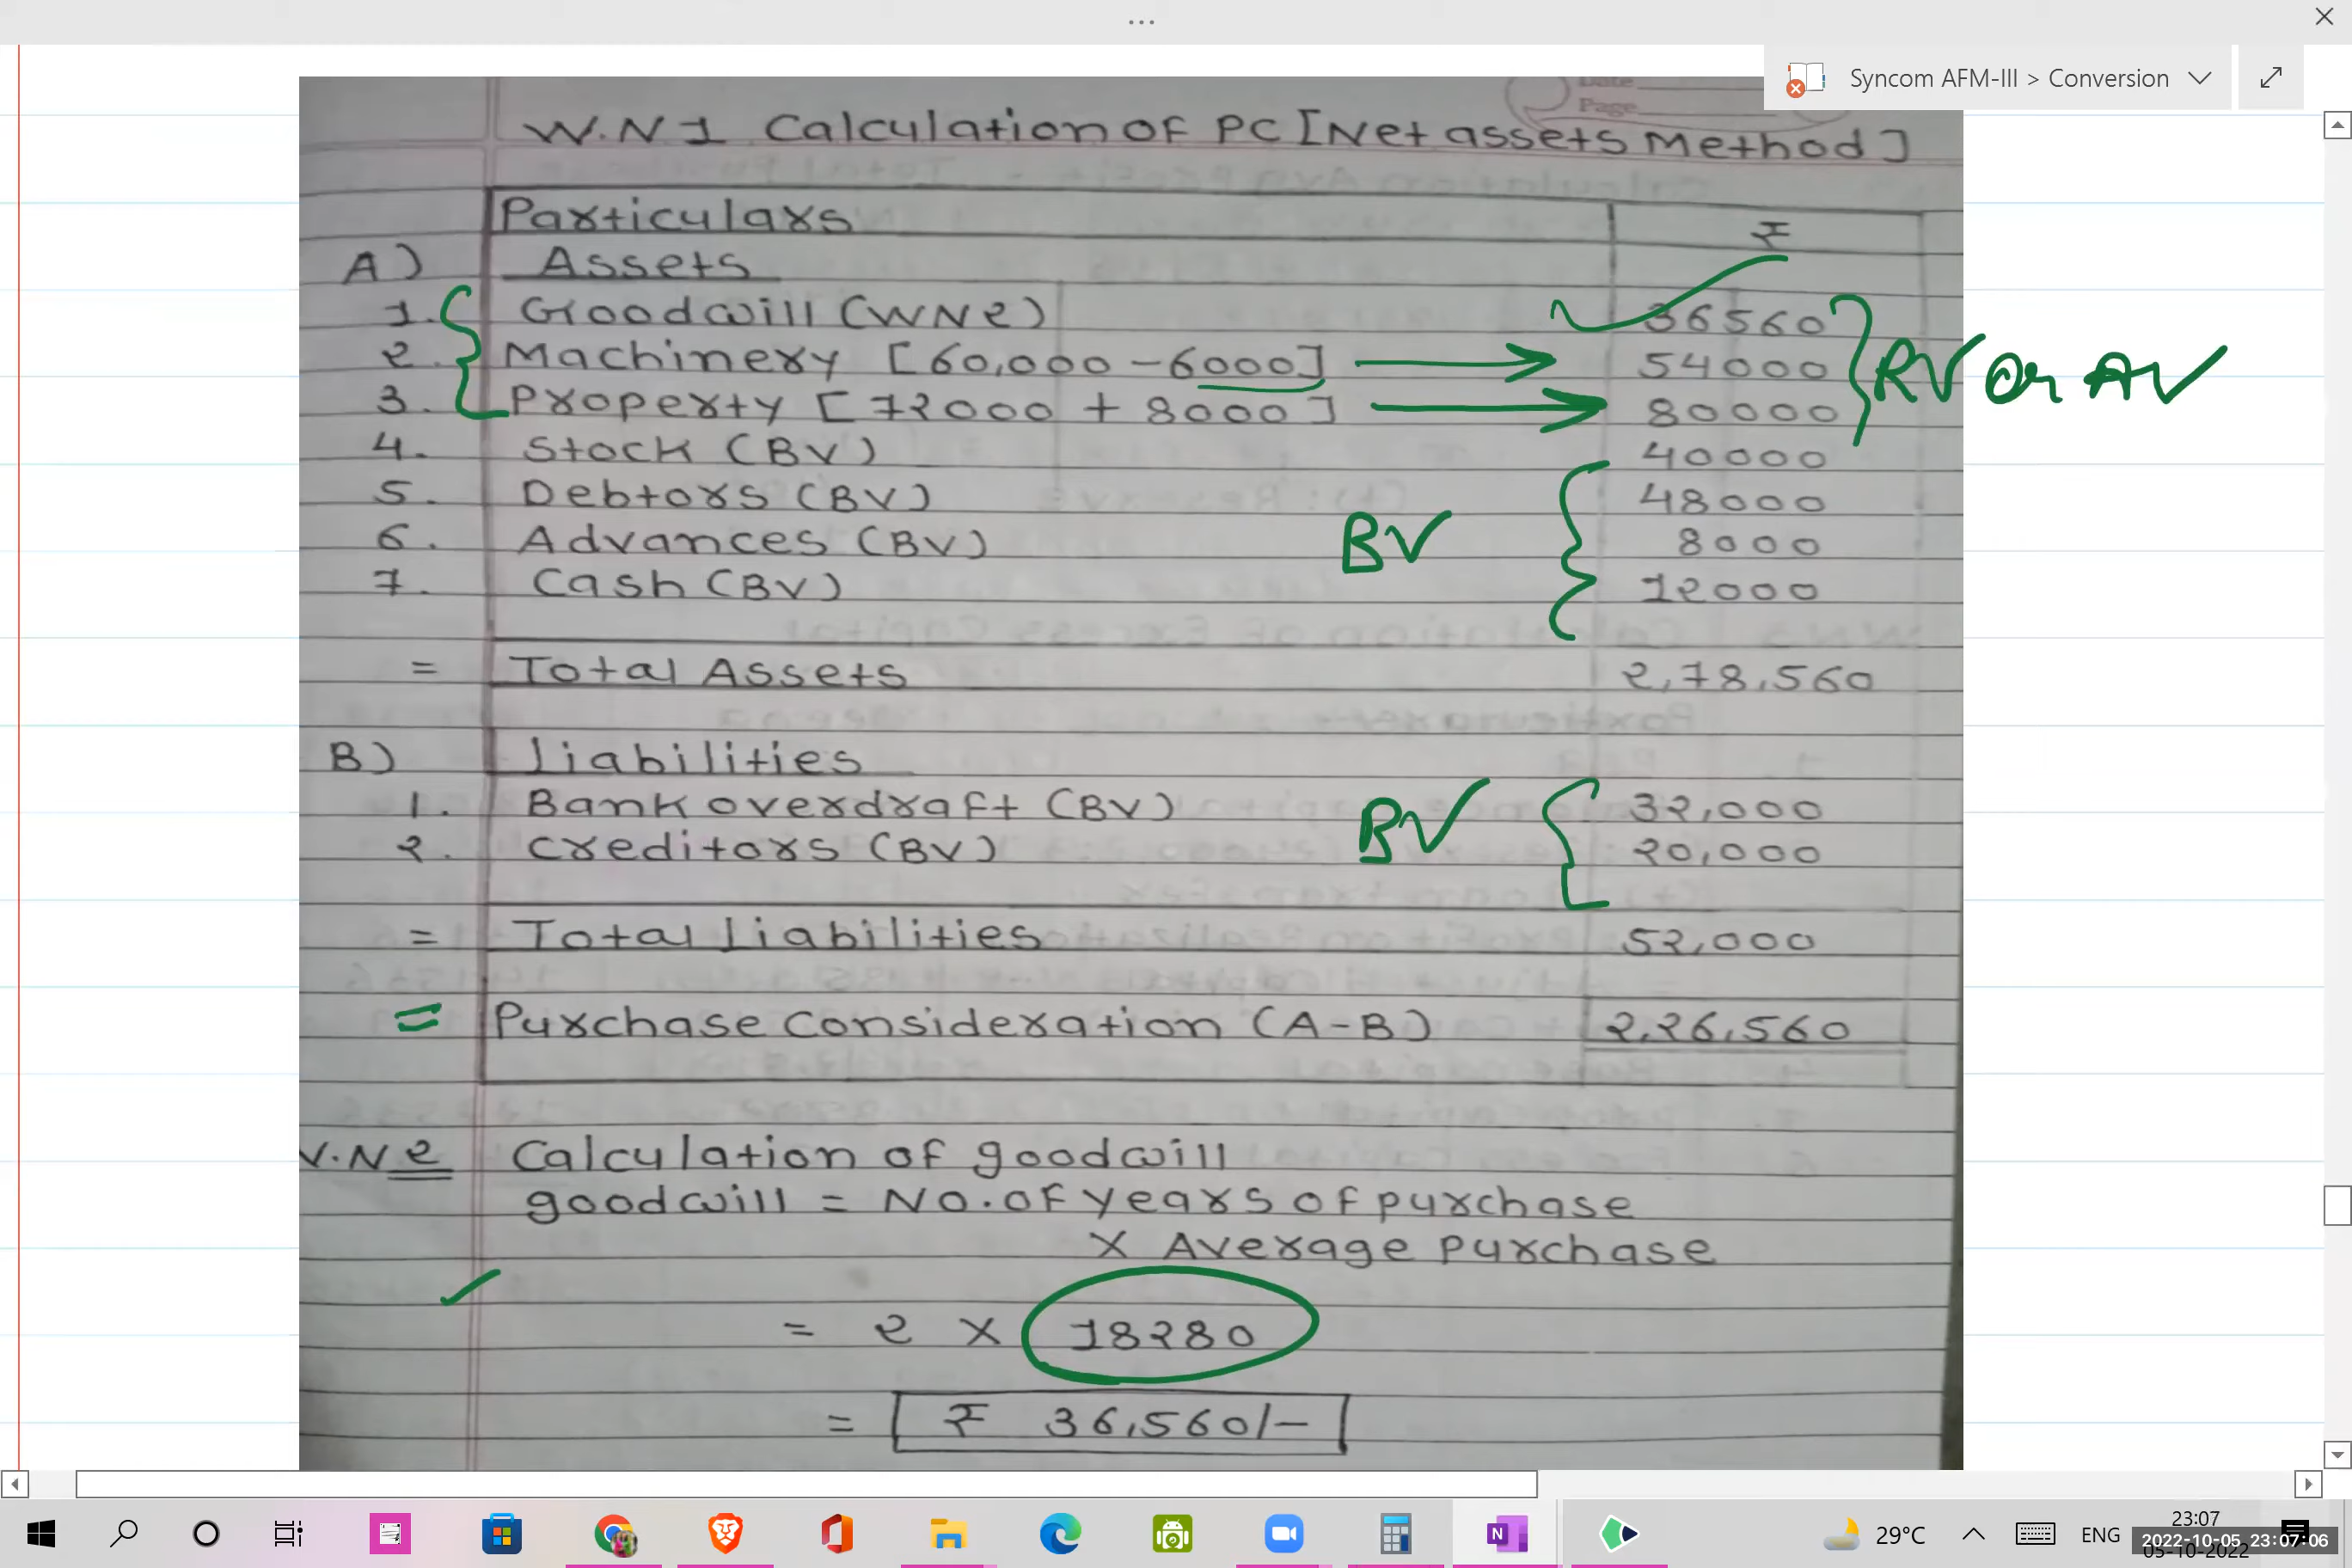 ...
Syncom AFM-III > Conversion
Date
Page
W.N 1 Calculation of PC [Net assets Method]
Particulars ₹
A) Assets
1. Goodwill (WN2) 36560
2. Machinery [60,000 - 6000] 54000
RV or AV
3. Property [72000 + 8000] 80000
4. Stock (BV) 40000
5. Debtors (BV) 48000
BV
6. Advances (BV) 8000
7. Cash (BV) 12000
= Total Assets 2,78,560
B) Liabilities
1. Bank overdraft (BV) 32,000
BV
2. Creditors (BV) 20,000
= Total Liabilities 52,000
= Purchase Consideration (A-B) 2,26,560
W.N 2 Calculation of goodwill
goodwill = No. of years of purchase
X Average purchase
= 2 X 18280
= ₹ 36,560/-
29°C
ENG
23:07
2022-10-05, 23:07:06
05-10-2022